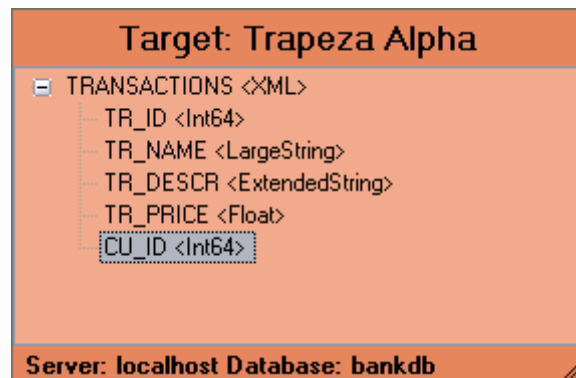 Target: Trapeza Alpha
TRANSACTIONS <XML>
TR_ID <Int64>
TR_NAME <LargeString>
TR_DESCR <ExtendedString>
TR_PRICE <Float>
CU_ID <Int64>
Server: localhost Database: bankdb